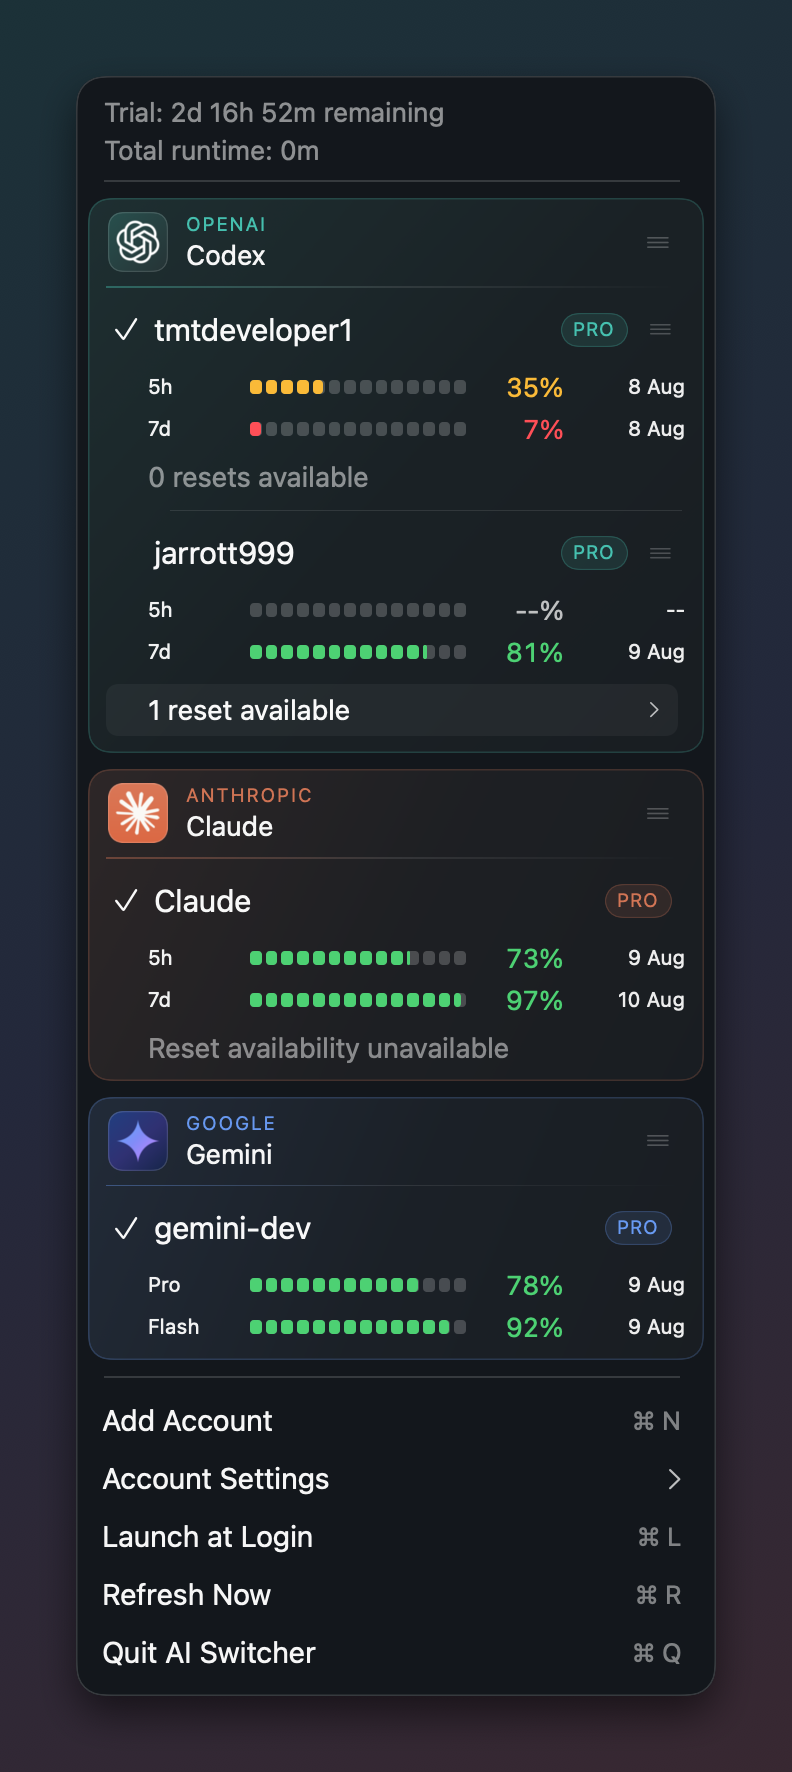 Trial: 2d 16h 52m remaining
Total runtime: 0m
OPENAI
Codex
✓ tmtdeveloper1 PRO
5h 35% 8 Aug
7d 7% 8 Aug
0 resets available
jarrott999 PRO
5h --% --
7d 81% 9 Aug
1 reset available
ANTHROPIC
Claude
✓ Claude PRO
5h 73% 9 Aug
7d 97% 10 Aug
Reset availability unavailable
GOOGLE
Gemini
✓ gemini-dev PRO
Pro 78% 9 Aug
Flash 92% 9 Aug
Add Account ⌘ N
Account Settings
Launch at Login ⌘ L
Refresh Now ⌘ R
Quit AI Switcher ⌘ Q